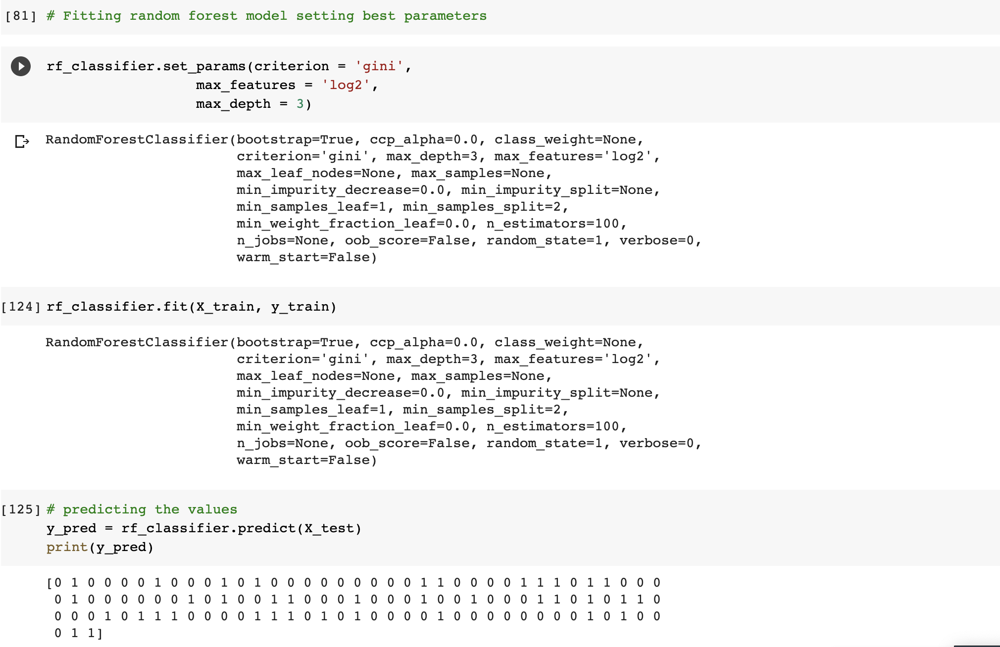 [81] # Fitting random forest model setting best parameters
rf_classifier.set_params(criterion = 'gini',
max_features = 'log2',
max_depth = 3)
RandomForestClassifier(bootstrap=True, ccp_alpha=0.0, class_weight=None,
criterion='gini', max_depth=3, max_features='log2',
max_leaf_nodes=None, max_samples=None,
min_impurity_decrease=0.0, min_impurity_split=None,
min_samples_leaf=1, min_samples_split=2,
min_weight_fraction_leaf=0.0, n_estimators=100,
n_jobs=None, oob_score=False, random_state=1, verbose=0,
warm_start=False)
[124] rf_classifier.fit(X_train, y_train)
RandomForestClassifier(bootstrap=True, ccp_alpha=0.0, class_weight=None,
criterion='gini', max_depth=3, max_features='log2',
max_leaf_nodes=None, max_samples=None,
min_impurity_decrease=0.0, min_impurity_split=None,
min_samples_leaf=1, min_samples_split=2,
min_weight_fraction_leaf=0.0, n_estimators=100,
n_jobs=None, oob_score=False, random_state=1, verbose=0,
warm_start=False)
[125] # predicting the values
y_pred = rf_classifier.predict(X_test)
print(y_pred)
[0 1 0 0 0 0 1 0 0 0 1 0 1 0 0 0 0 0 0 0 0 0 1 1 0 0 0 0 1 1 1 0 1 1 0 0 0
0 1 0 0 0 0 0 0 1 0 1 0 0 1 1 0 0 0 1 0 0 0 1 0 0 1 0 0 0 1 1 0 1 0 1 1 0
0 0 0 1 0 1 1 1 0 0 0 0 1 1 1 0 1 0 1 0 0 0 0 1 0 0 0 0 0 0 0 0 1 0 1 0 0
0 1 1]